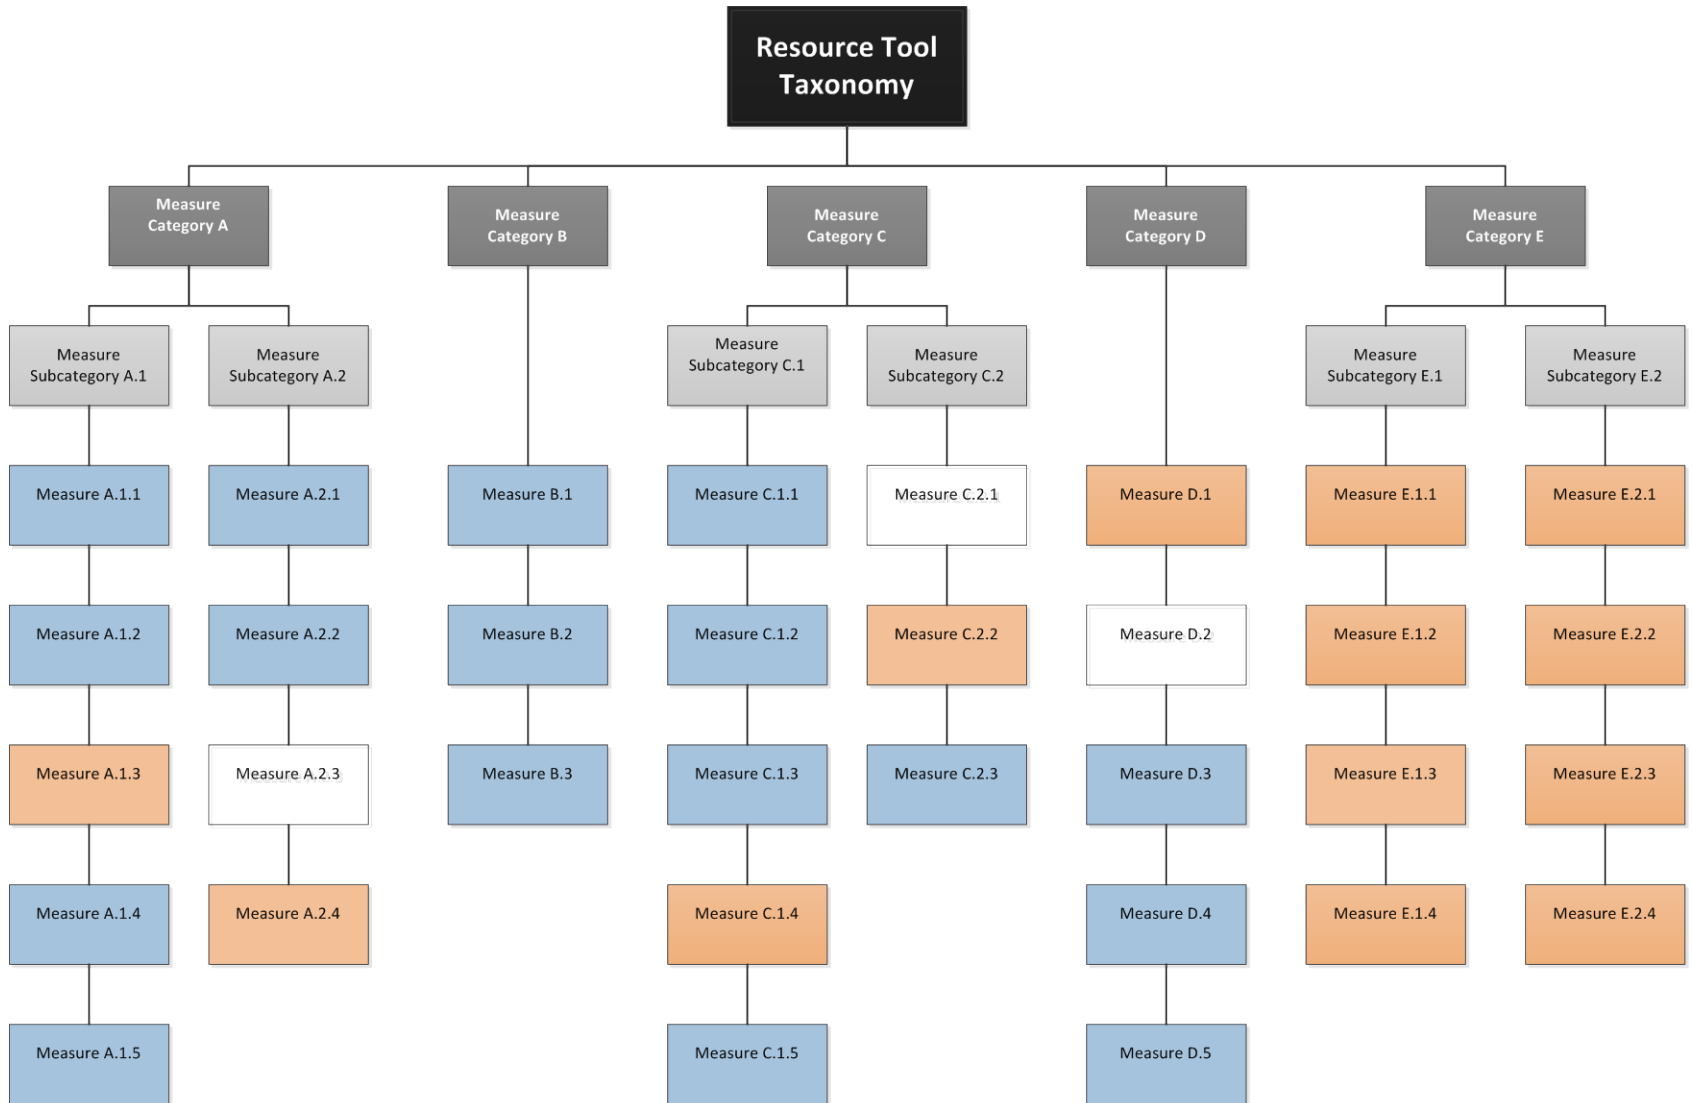 Resource Tool
Taxonomy
Measure
Category A
Measure
Category B
Measure
Category C
Measure
Category D
Measure
Category E
Measure
Subcategory A.1
Measure
Subcategory A.2
Measure
Subcategory C.1
Measure
Subcategory C.2
Measure
Subcategory E.1
Measure
Subcategory E.2
Measure A.1.1
Measure A.2.1
Measure B.1
Measure C.1.1
Measure C.2.1
Measure D.1
Measure E.1.1
Measure E.2.1
Measure A.1.2
Measure A.2.2
Measure B.2
Measure C.1.2
Measure C.2.2
Measure D.2
Measure E.1.2
Measure E.2.2
Measure A.1.3
Measure A.2.3
Measure B.3
Measure C.1.3
Measure C.2.3
Measure D.3
Measure E.1.3
Measure E.2.3
Measure A.1.4
Measure A.2.4
Measure C.1.4
Measure D.4
Measure E.1.4
Measure E.2.4
Measure A.1.5
Measure C.1.5
Measure D.5